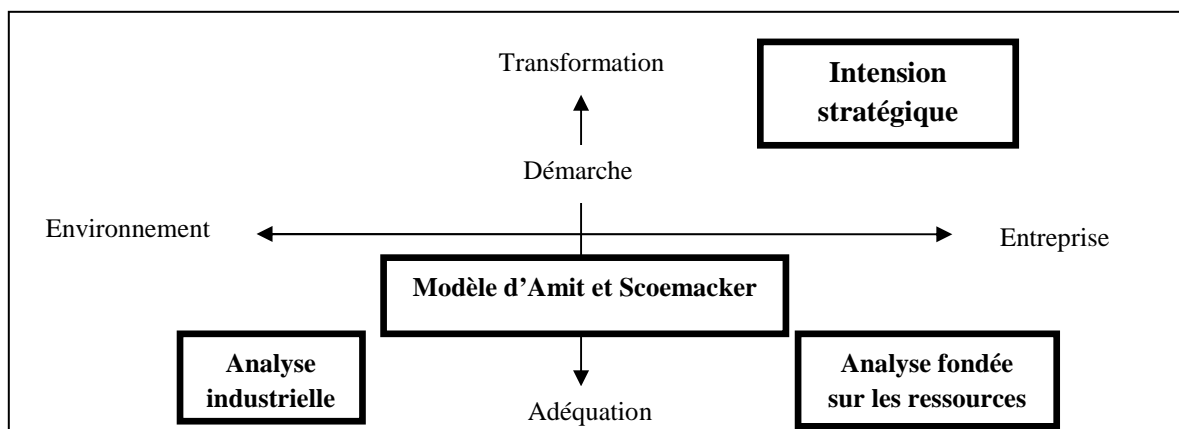 Transformation
Intension
stratégique
Démarche
Environnement
Entreprise
Modèle d'Amit et Scoemacker
Analyse
industrielle
Analyse fondée
sur les ressources
Adéquation